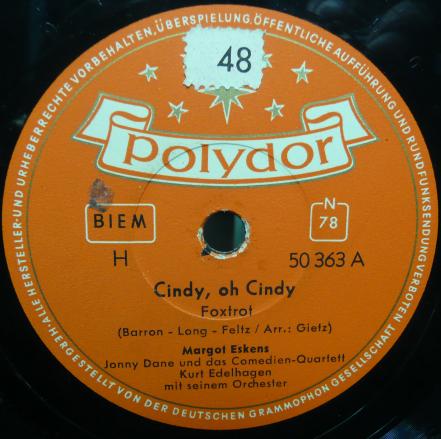 ALLE HERSTELLER- UND URHEBERRECHTE VORBEHALTEN, ÜBERSPIELUNG, ÖFFENTLICHE AUFFÜHRUNG UND RUNDFUNKSENDUNG VERBOTEN
48
Polydor
BIEM
N
78
H
50 363 A
Cindy, oh Cindy
Foxtrot
(Barron - Long - Feltz / Arr.: Gietz)
Margot Eskens
Jonny Dane und das Comedien-Quartett
Kurt Edelhagen
mit seinem Orchester
HERGESTELLT VON DER DEUTSCHEN GRAMMOPHON GESELLSCHAFT